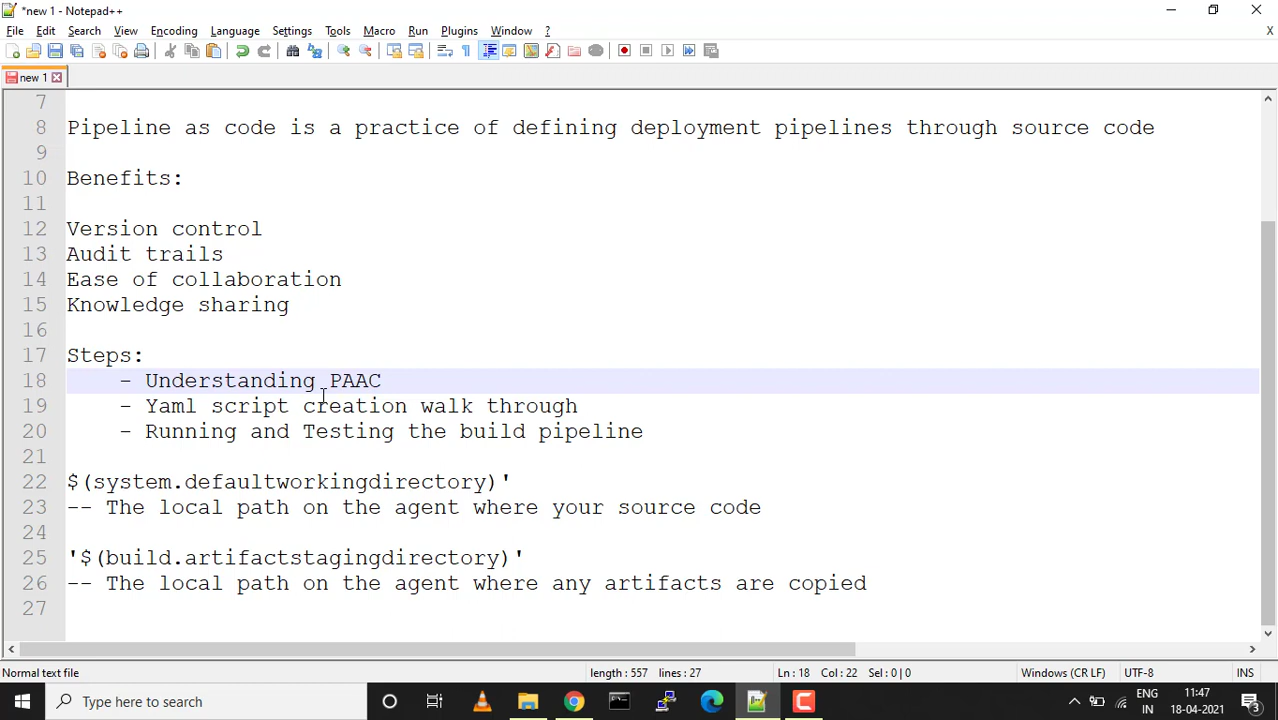 *new 1 - Notepad++
File Edit Search View Encoding Language Settings Tools Macro Run Plugins Window ? X
new 1
7
8 Pipeline as code is a practice of defining deployment pipelines through source code
9
10 Benefits:
11
12 Version control
13 Audit trails
14 Ease of collaboration
15 Knowledge sharing
16
17 Steps:
18 - Understanding PAAC
19 - Yaml script creation walk through
20 - Running and Testing the build pipeline
21
22 $(system.defaultworkingdirectory)'
23 -- The local path on the agent where your source code
24
25 '$(build.artifactstagingdirectory)'
26 -- The local path on the agent where any artifacts are copied
27
Normal text file length : 557 lines : 27 Ln : 18 Col : 22 Sel : 0 | 0 Windows (CR LF) UTF-8 INS
Type here to search ENG 11:47
IN 18-04-2021 3